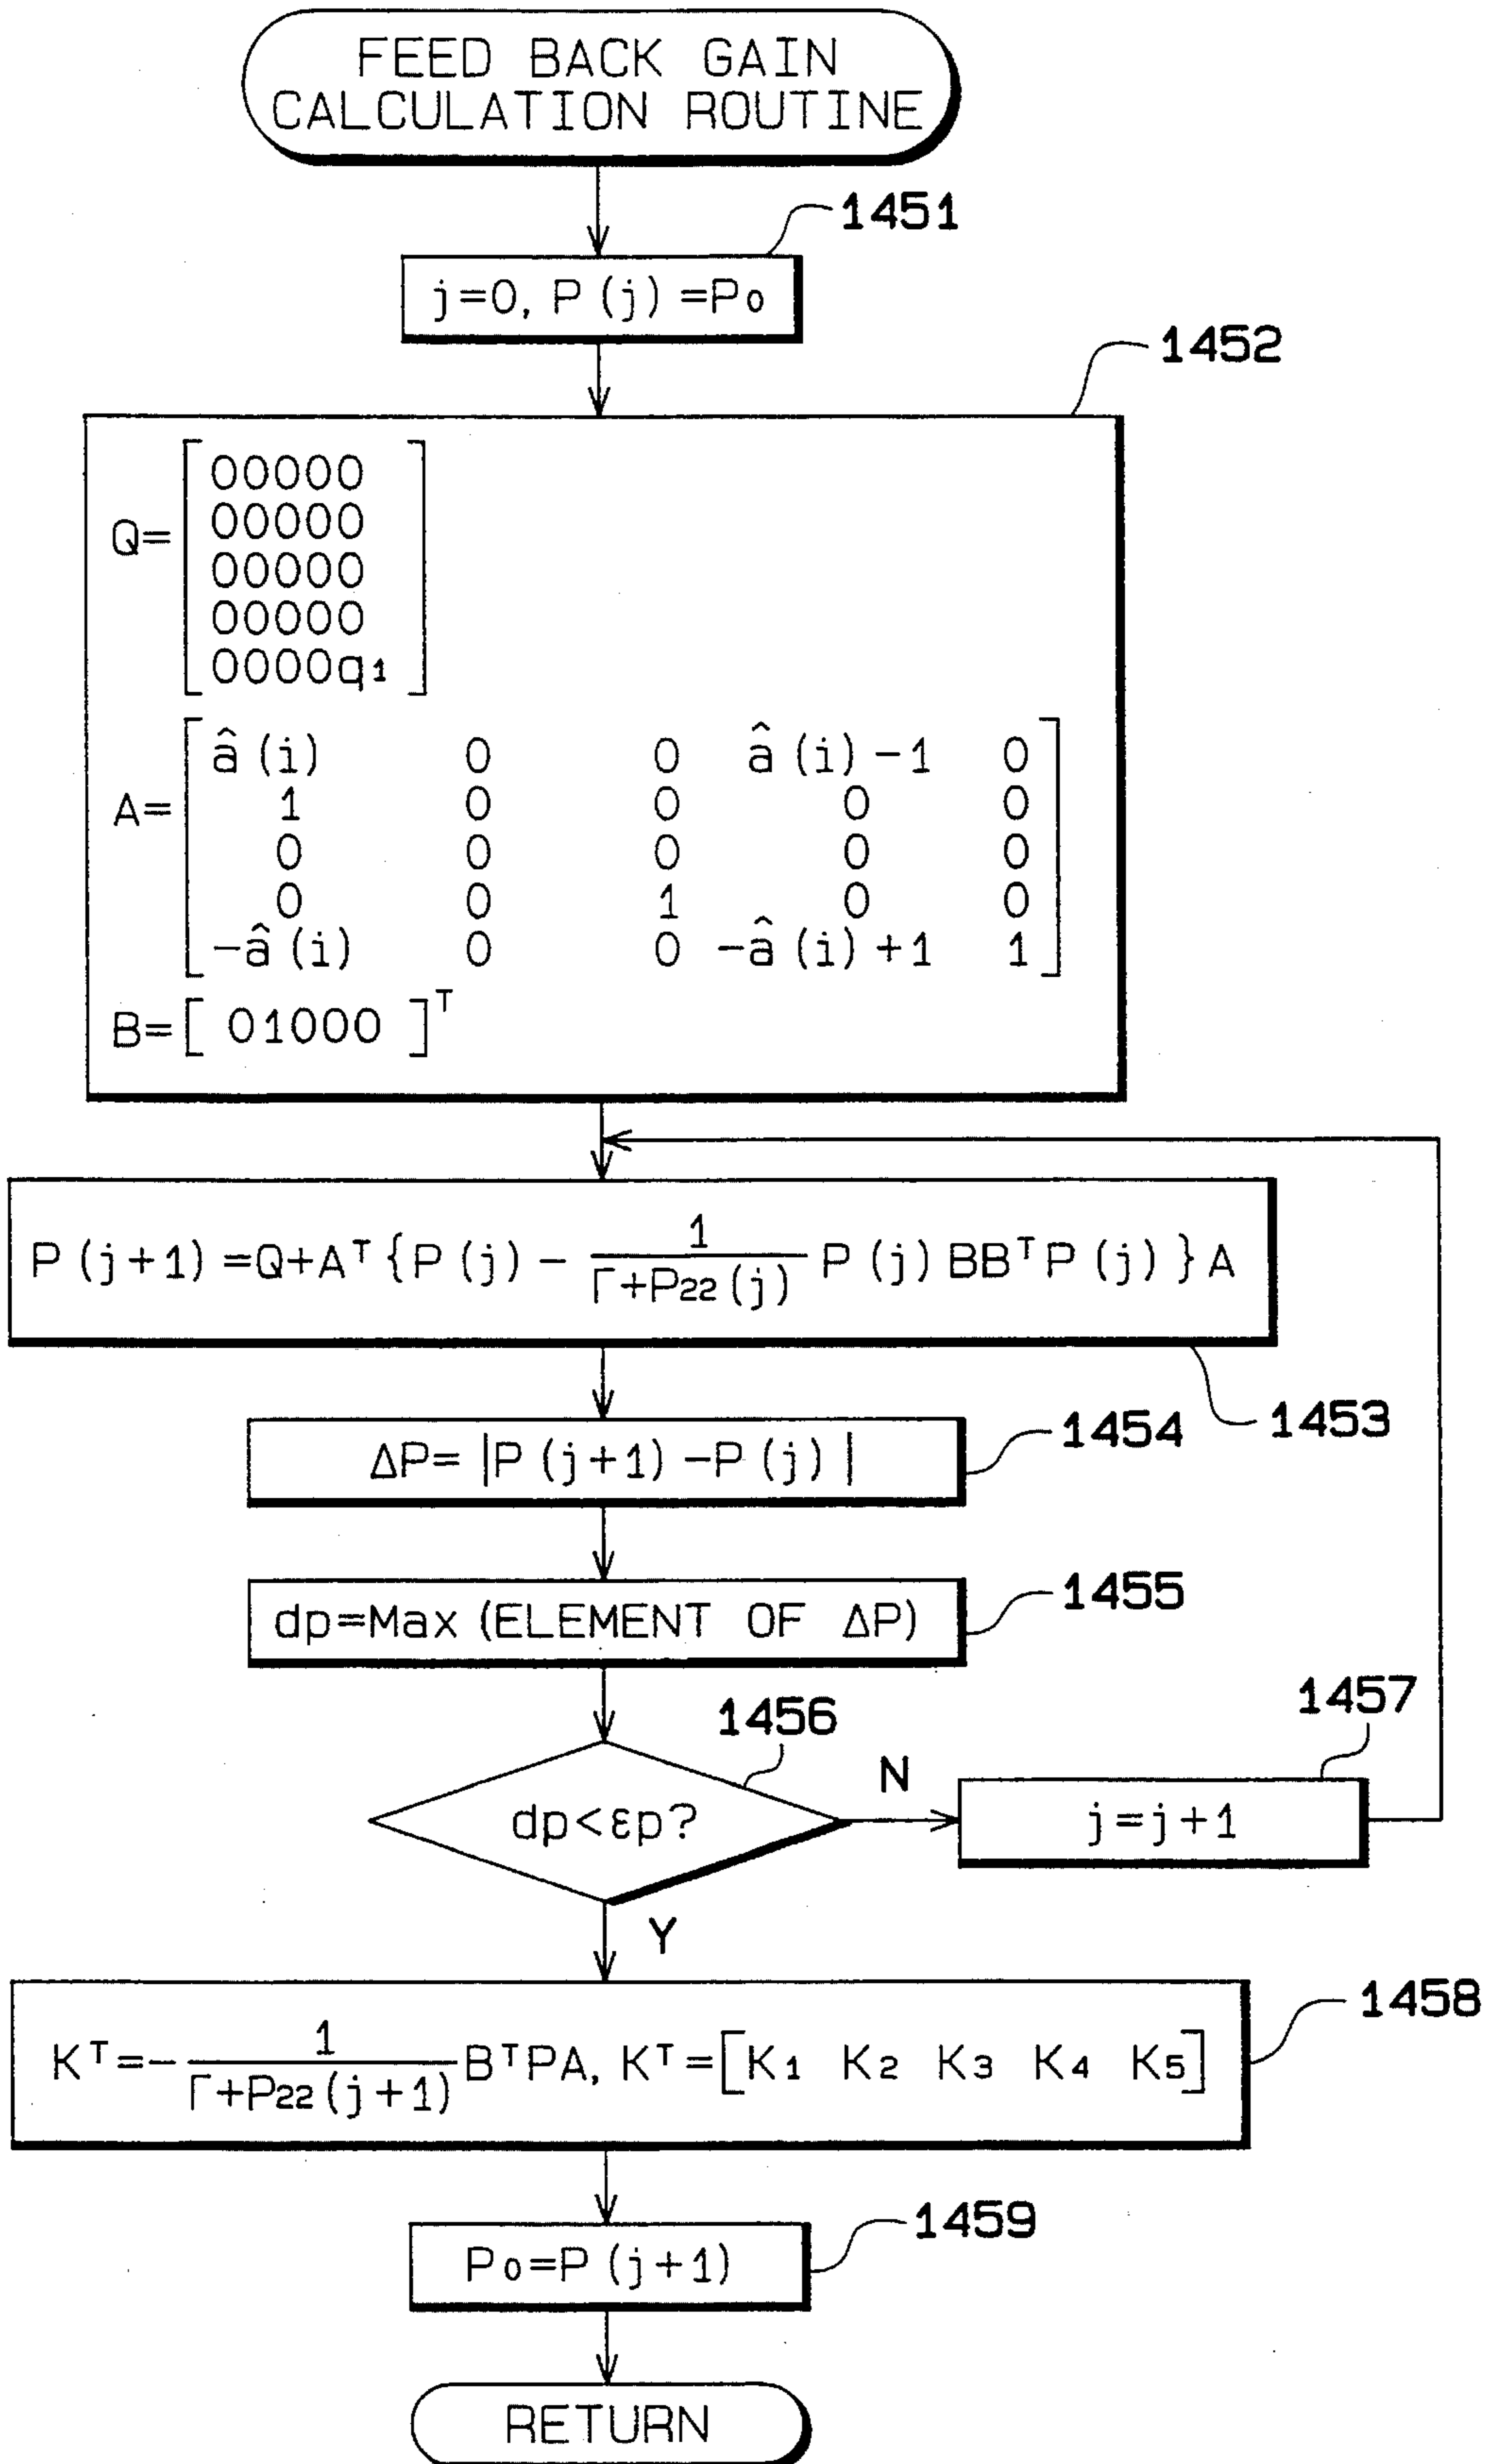 FEED BACK GAIN
CALCULATION ROUTINE
1451
j=0, P(j)=P₀
1452
Q=
00000
00000
00000
00000
0000q₁
A=
â(i) 0 0 â(i)-1 0
1 0 0 0 0
0 0 0 0 0
0 0 1 0 0
-â(i) 0 0 -â(i)+1 1
B=[ 01000 ]ᵀ
P(j+1)=Q+Aᵀ{P(j)- 1/(Γ+P₂₂(j)) P(j)BBᵀP(j)}A
1453
ΔP=|P(j+1)-P(j)|
1454
dp=Max(ELEMENT OF ΔP)
1455
1456
dp<εp?
N
1457
j=j+1
Y
Kᵀ=- 1/(Γ+P₂₂(j+1)) BᵀPA, Kᵀ=[K₁ K₂ K₃ K₄ K₅]
1458
P₀=P(j+1)
1459
RETURN